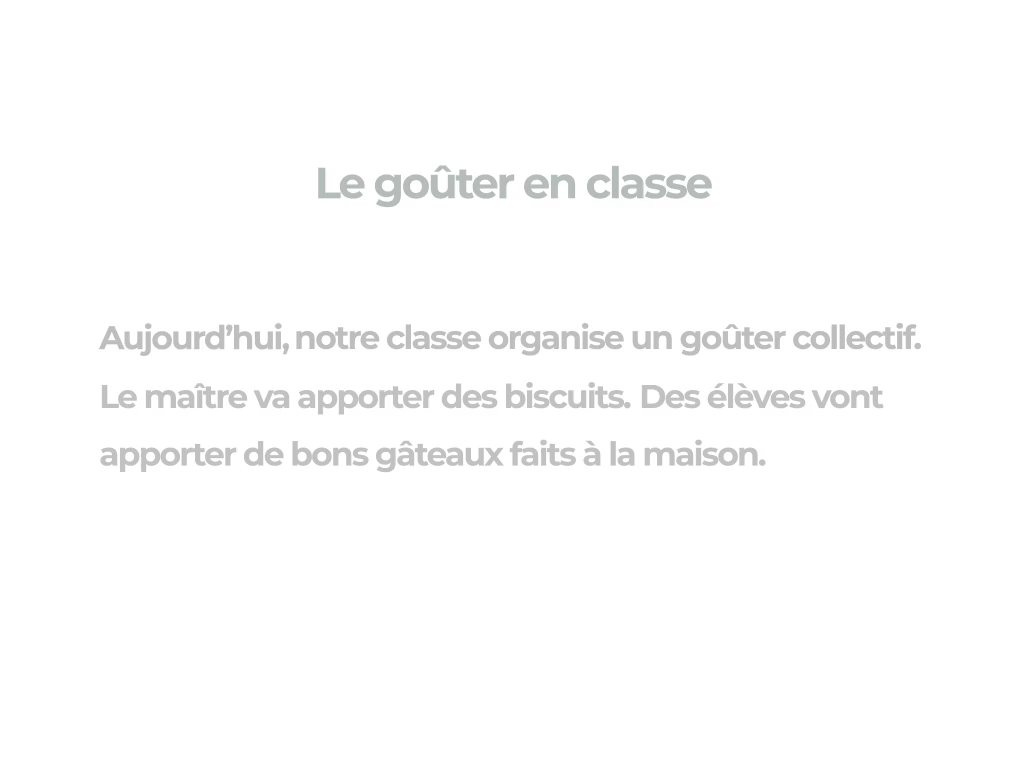 Le goûter en classe
Aujourd’hui, notre classe organise un goûter collectif.
Le maître va apporter des biscuits. Des élèves vont
apporter de bons gâteaux faits à la maison.